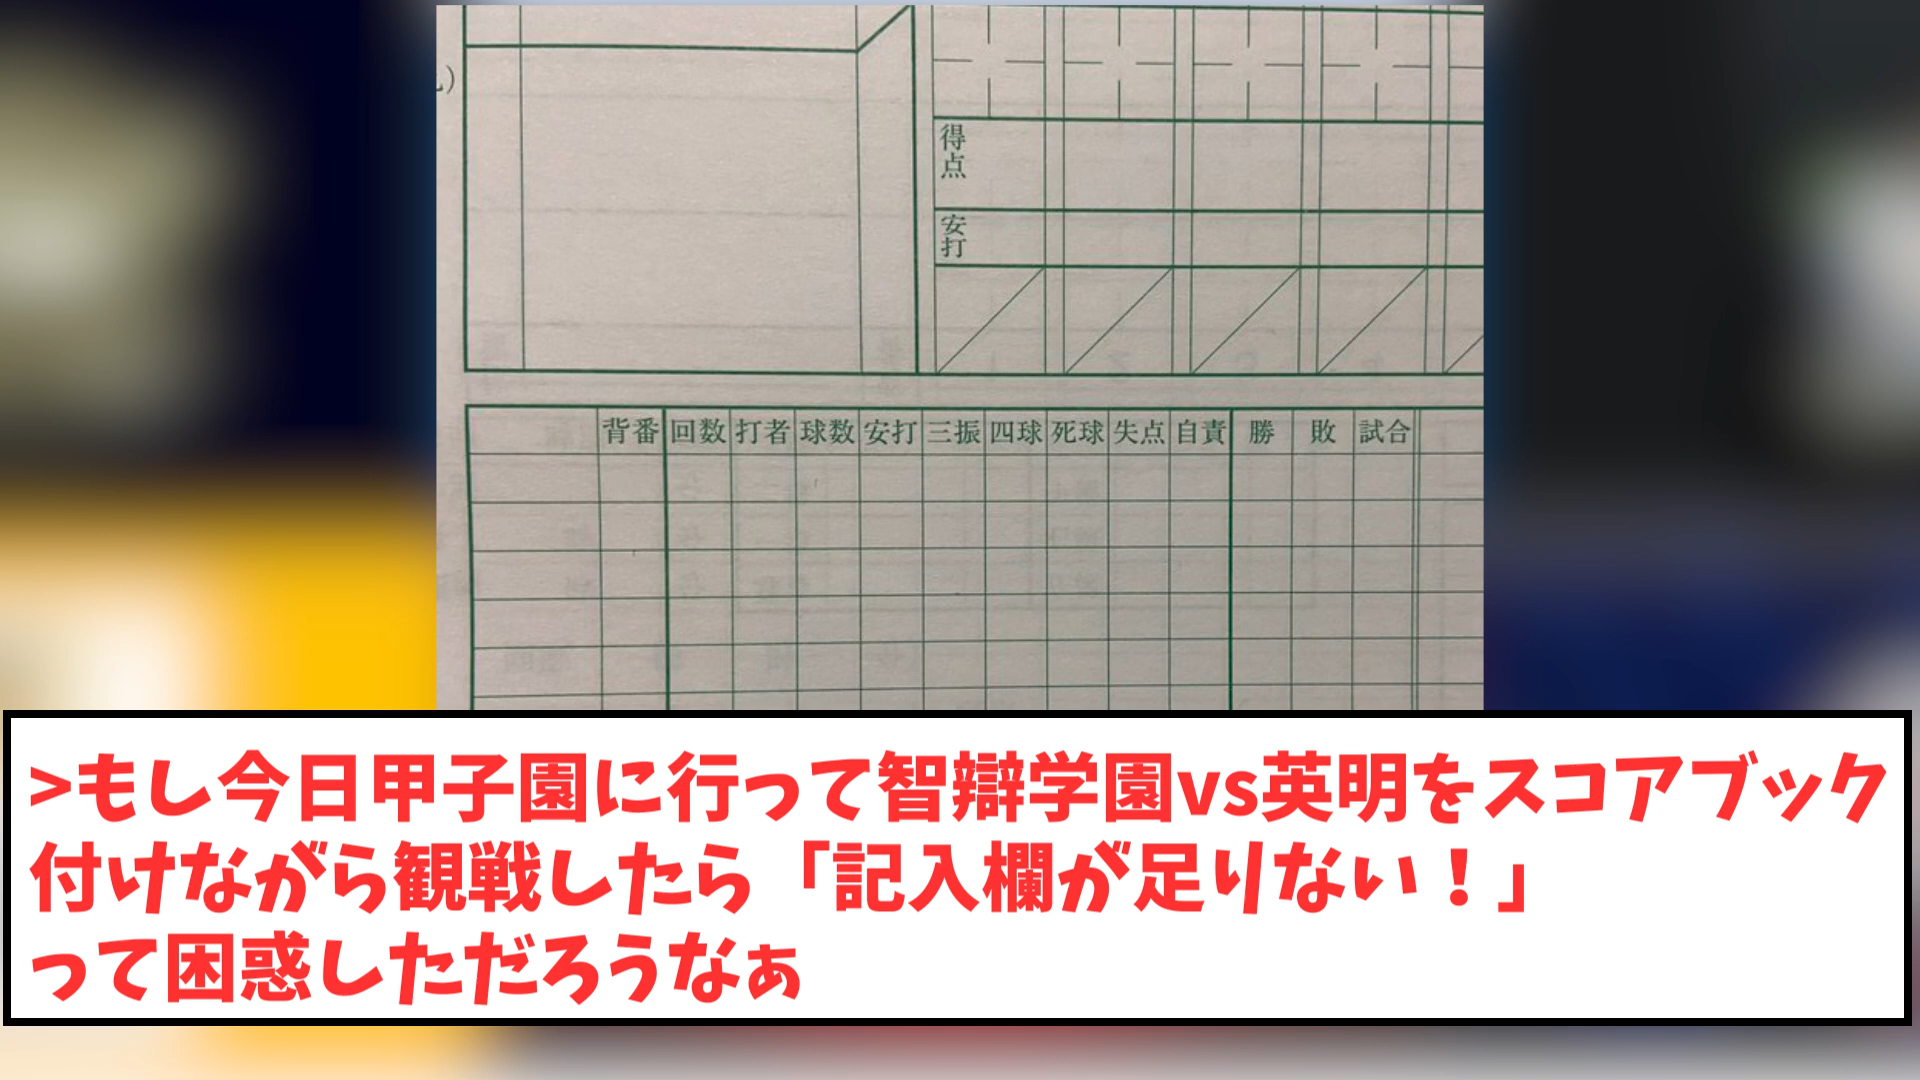 得点
安打
背番 回数 打者 球数 安打 三振 四球 死球 失点 自責 勝 敗 試合
>もし今日甲子園に行って智辯学園vs英明をスコアブック
付けながら観戦したら「記入欄が足りない！」
って困惑しただろうなぁ